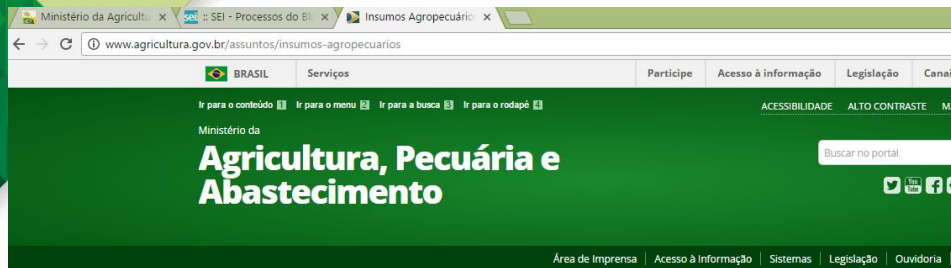 Ministério da Agricultu
sei :: SEI - Processos do Bl
Insumos Agropecuário
www.agricultura.gov.br/assuntos/insumos-agropecuarios
BRASIL Serviços Participe Acesso à informação Legislação Canai
Ir para o conteúdo 1 Ir para o menu 2 Ir para a busca 3 Ir para o rodapé 4 ACESSIBILIDADE ALTO CONTRASTE M
Ministério da
Agricultura, Pecuária e
Abastecimento
Buscar no portal
You Tube
Área de Imprensa Acesso à Informação Sistemas Legislação Ouvidoria